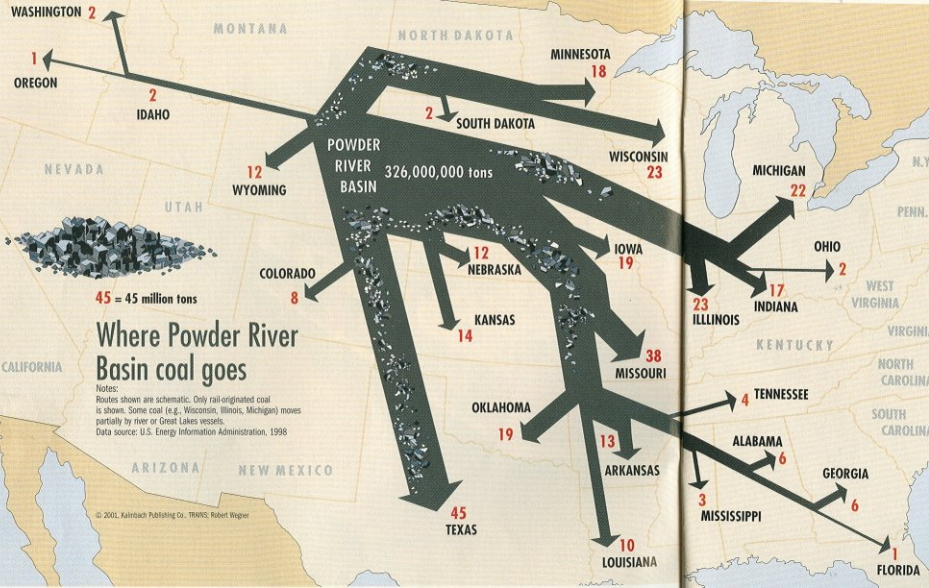 WASHINGTON 2
MONTANA
NORTH DAKOTA
MINNESOTA
18
1
OREGON
2
IDAHO
2
SOUTH DAKOTA
POWDER
RIVER
BASIN
326,000,000 tons
WISCONSIN
23
MICHIGAN
22
N.Y
NEVADA
12
WYOMING
UTAH
PENN.
IOWA
19
OHIO
2
12
NEBRASKA
COLORADO
8
WEST
VIRGINIA
45 = 45 million tons
23
ILLLINOIS
17
INDIANA
14
KANSAS
VIRGINI
Where Powder River
Basin coal goes
KENTUCKY
CALIFORNIA
38
MISSOURI
NORTH
CAROLINA
Notes:
Routes shown are schematic. Only rail-originated coal
is shown. Some coal (e.g., Wisconsin, Illinois, Michigan) moves
partially by river or Great Lakes vessels.
Data source: U.S. Energy Information Administration, 1998
OKLAHOMA
19
4 TENNESSEE
SOUTH
CAROLIN
13
ARKANSAS
ALABAMA
6
GEORGIA
6
ARIZONA
NEW MEXICO
3
MISSISSIPPI
© 2001, Kalmbach Publishing Co., TRAINS: Robert Wegner
45
TEXAS
10
LOUISIANA
1
FLORIDA